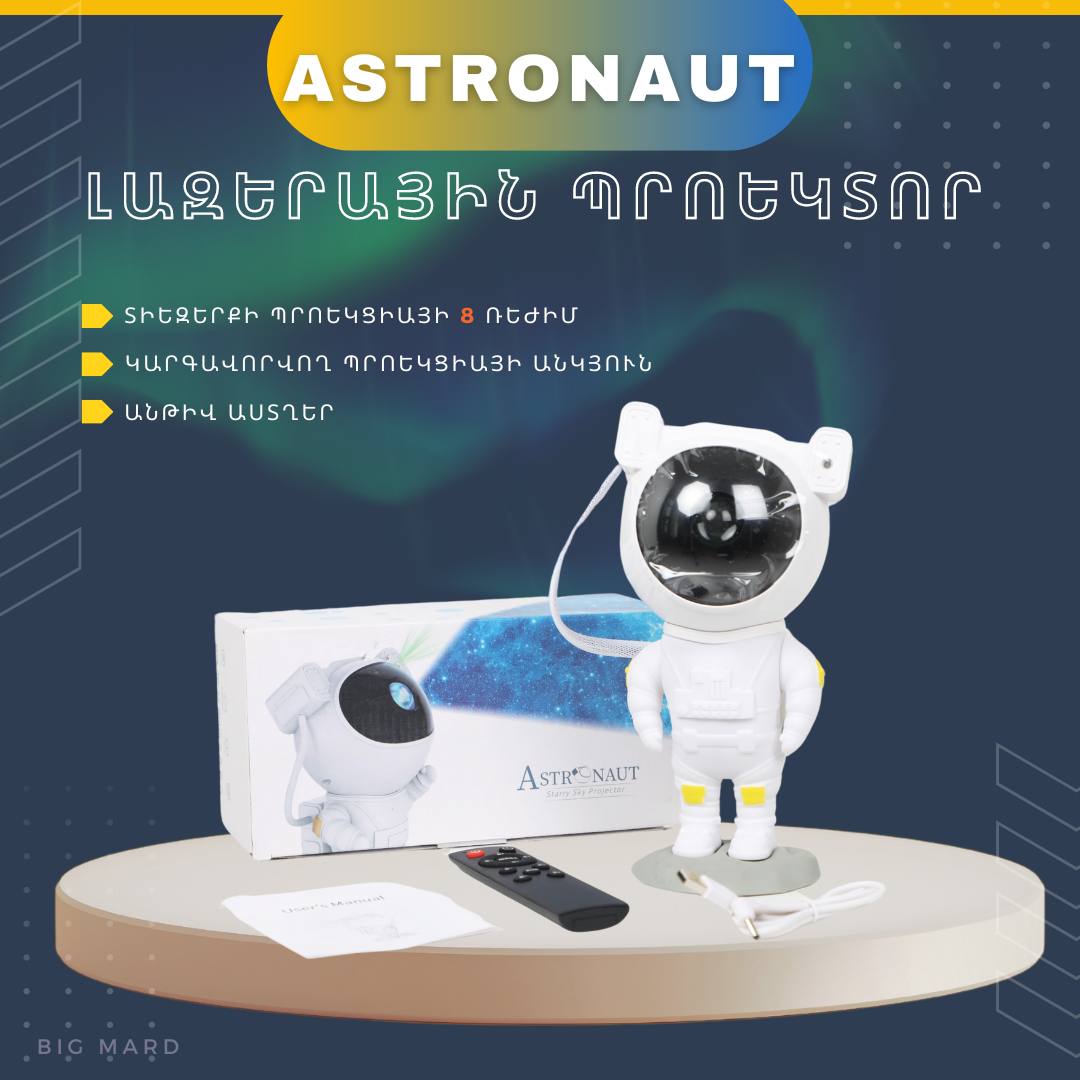 ASTRONAUT
ԼԱԶԵՐԱՅԻՆ ՊՐՈԵԿՏՈՐ
ՏԻԵԶԵՐՔԻ ՊՐՈԵԿՑԻԱՅԻ 8 ՌԵԺԻՄ
ԿԱՐԳԱՎՈՐՎՈՂ ՊՐՈԵԿՑԻԱՅԻ ԱՆԿՅՈՒՆ
ԱՆԹԻՎ ԱՍՏՂԵՐ
ASTRONAUT
Starry Sky Projector
User's Manual
BIG MARD